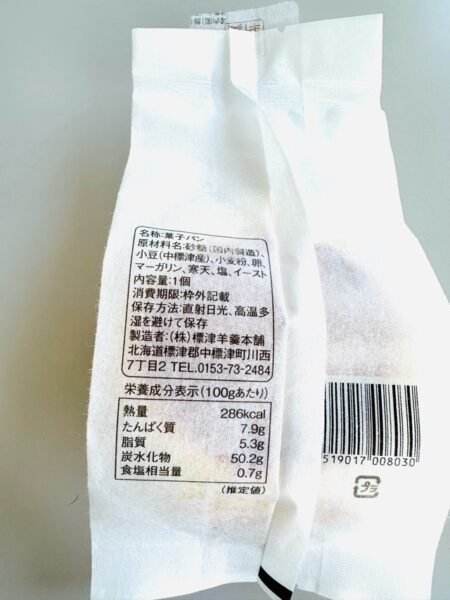 名称:菓子パン
原材料名:砂糖(国内製造)、
小豆(中標津産)、小麦粉、卵、
マーガリン、寒天、塩、イースト
内容量:1個
消費期限:枠外記載
保存方法:直射日光、高温多
湿を避けて保存
製造者:(株)標津羊羹本舗
北海道標津郡中標津町川西
7丁目2 TEL.0153-73-2484
栄養成分表示(100gあたり)
熱量 286kcal
たんぱく質 7.9g
脂質 5.3g
炭水化物 50.2g
食塩相当量 0.7g
(推定値)
519017 008030
プラ